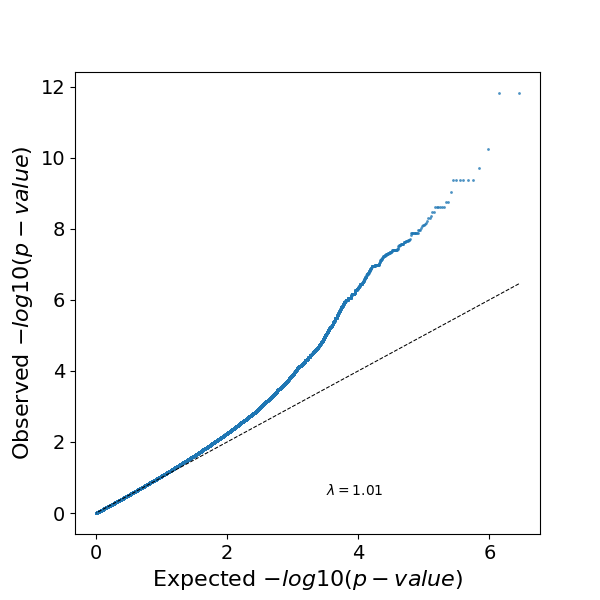 12
10
8
6
4
2
0
Observed −log10(p − value)
λ = 1.01
0 2 4 6
Expected −log10(p − value)